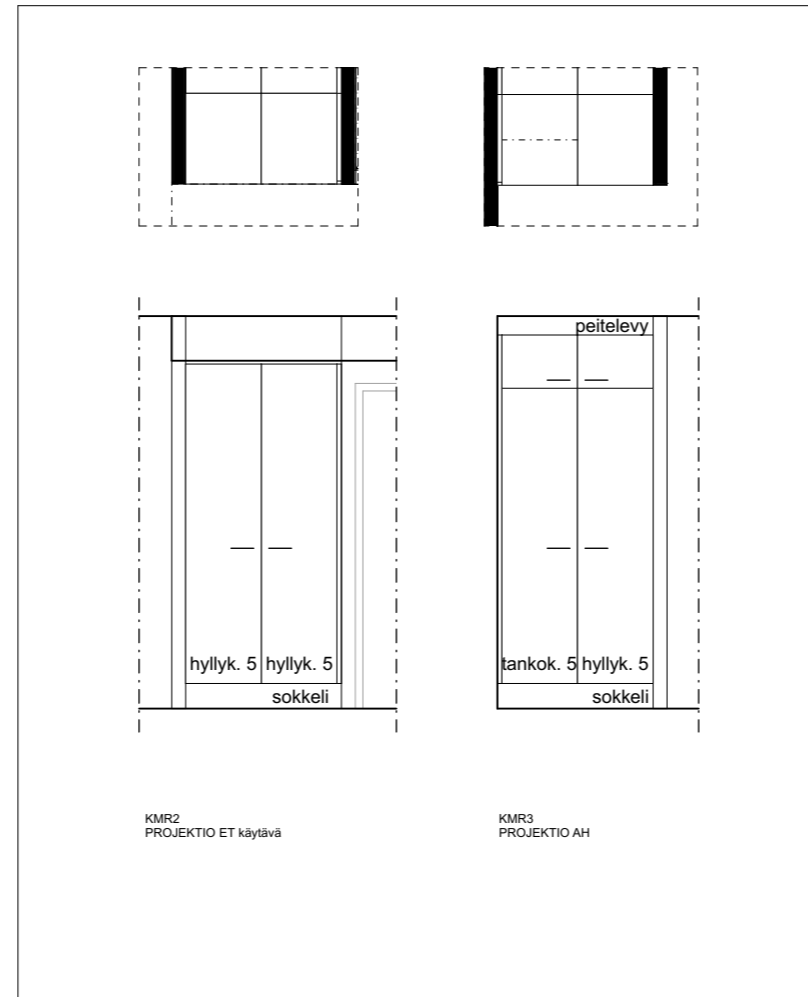 peitelevy
hyllyk. 5 hyllyk. 5
sokkeli
tankok. 5 hyllyk. 5
sokkeli
KMR2
PROJEKTIO ET käytävä
KMR3
PROJEKTIO AH